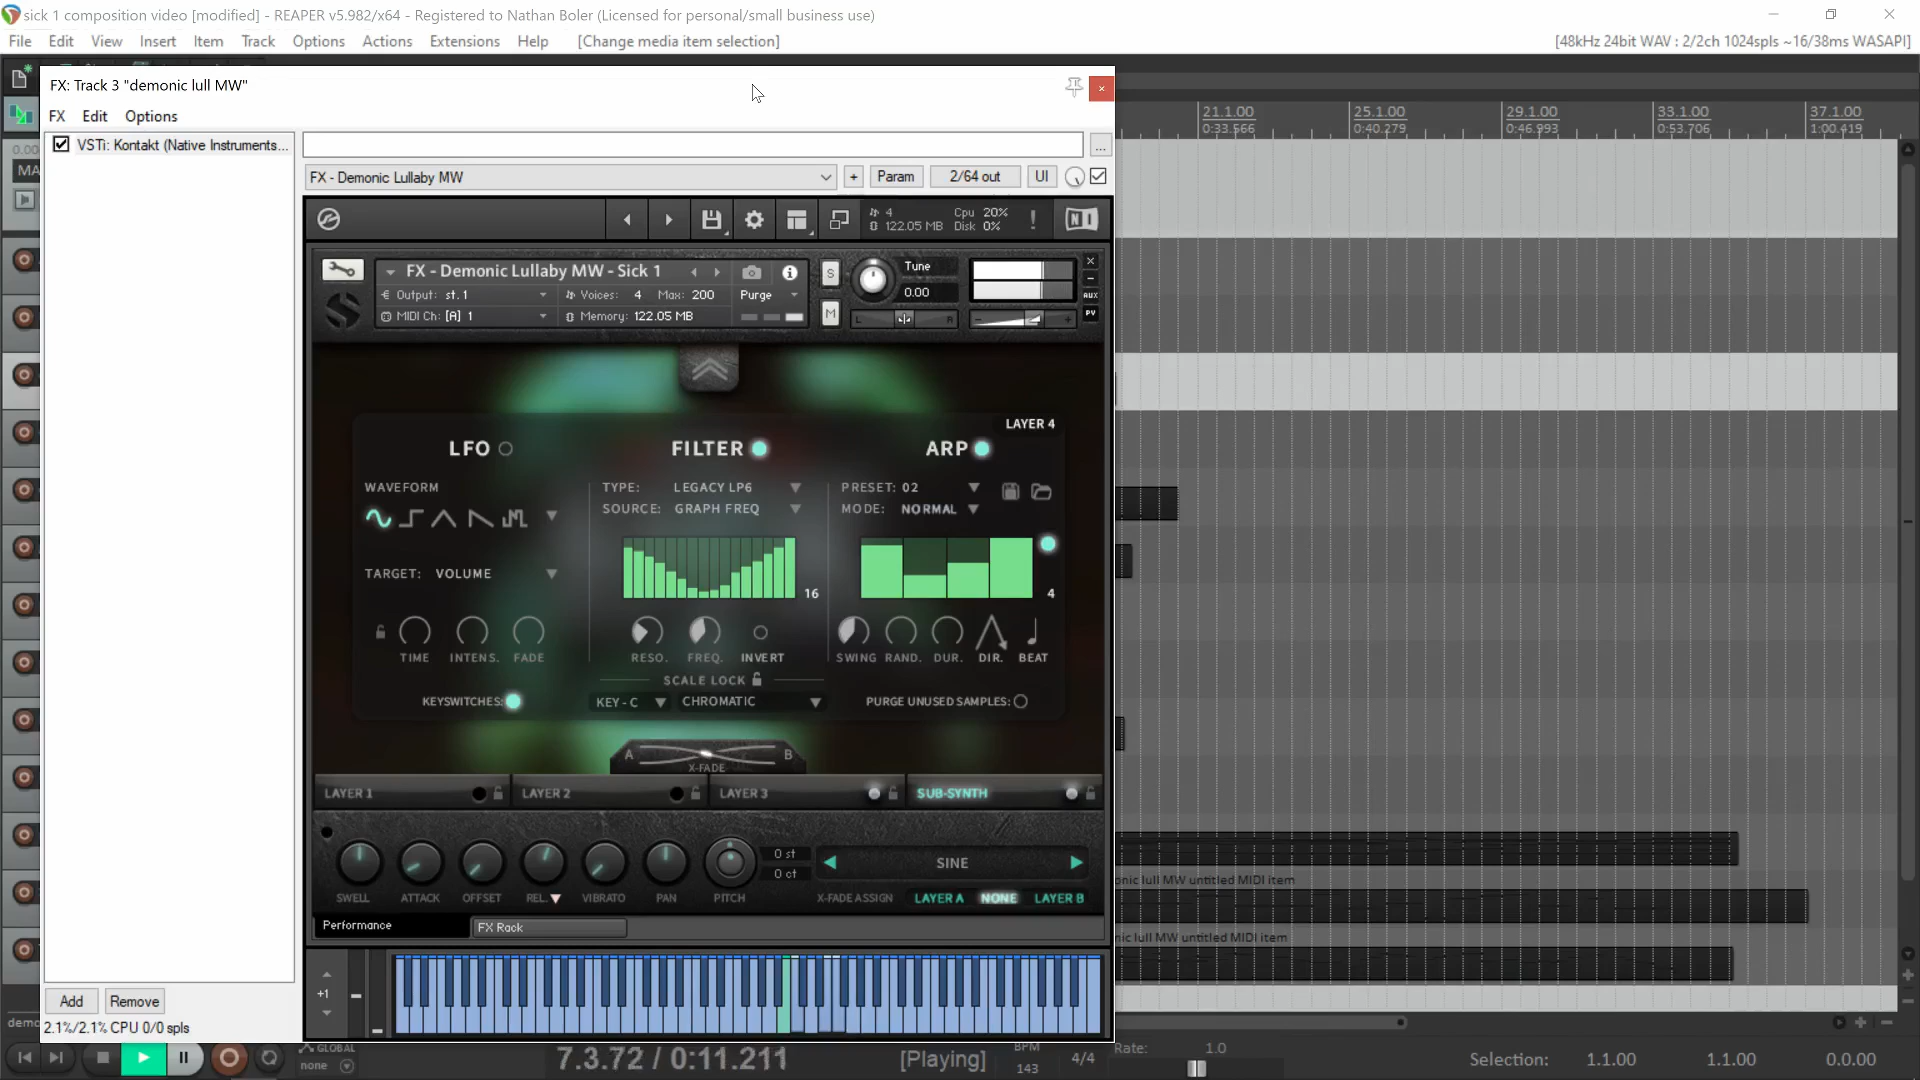 sick 1 composition video [modified] - REAPER v5.982/x64 - Registered to Nathan Boler (Licensed for personal/small business use)
File Edit View Insert Item Track Options Actions Extensions Help [Change media item selection]
[48kHz 24bit WAV : 2/2ch 1024spls ~16/38ms WASAPI]
FX: Track 3 "demonic lull MW"
FX Edit Options
VSTi: Kontakt (Native Instruments...
...
FX - Demonic Lullaby MW
+ Param 2/64 out UI
21.1.00 25.1.00 29.1.00 33.1.00 37.1.00
0:33.566 0:40.279 0:46.993 0:53.706 1:00.419
MA
4 Cpu 20%
122.05 MB Disk 0%
! NI
FX - Demonic Lullaby MW - Sick 1
S Tune
Output: st.1 Voices: 4 Max: 200 Purge 0.00
MIDI Ch: [A] 1 Memory: 122.05 MB
M L R - +
AUX
PV
LAYER 4
LFO FILTER ARP
WAVEFORM TYPE: LEGACY LP6 PRESET: 02
SOURCE: GRAPH FREQ MODE: NORMAL
TARGET: VOLUME
16 4
TIME INTENS. FADE RESO. FREQ. INVERT SWING RAND. DUR. DIR. BEAT
SCALE LOCK
KEYSWITCHES: KEY - C CHROMATIC PURGE UNUSED SAMPLES:
A B
X-FADE
LAYER 1 LAYER 2 LAYER 3 SUB-SYNTH
0 st
0 ct
SINE
SWELL ATTACK OFFSET REL. VIBRATO PAN PITCH X-FADE ASSIGN LAYER A NONE LAYER B
Performance FX Rack
onic lull MW untitled MIDI item
nic lull MW untitled MIDI item
+1
Add Remove
2.1%/2.1% CPU 0/0 spls
demo
GLOBAL
none
7.3.72 / 0:11.211
[Playing]
BPM
143
4/4
Rate: 1.0
Selection: 1.1.00 1.1.00 0.0.00